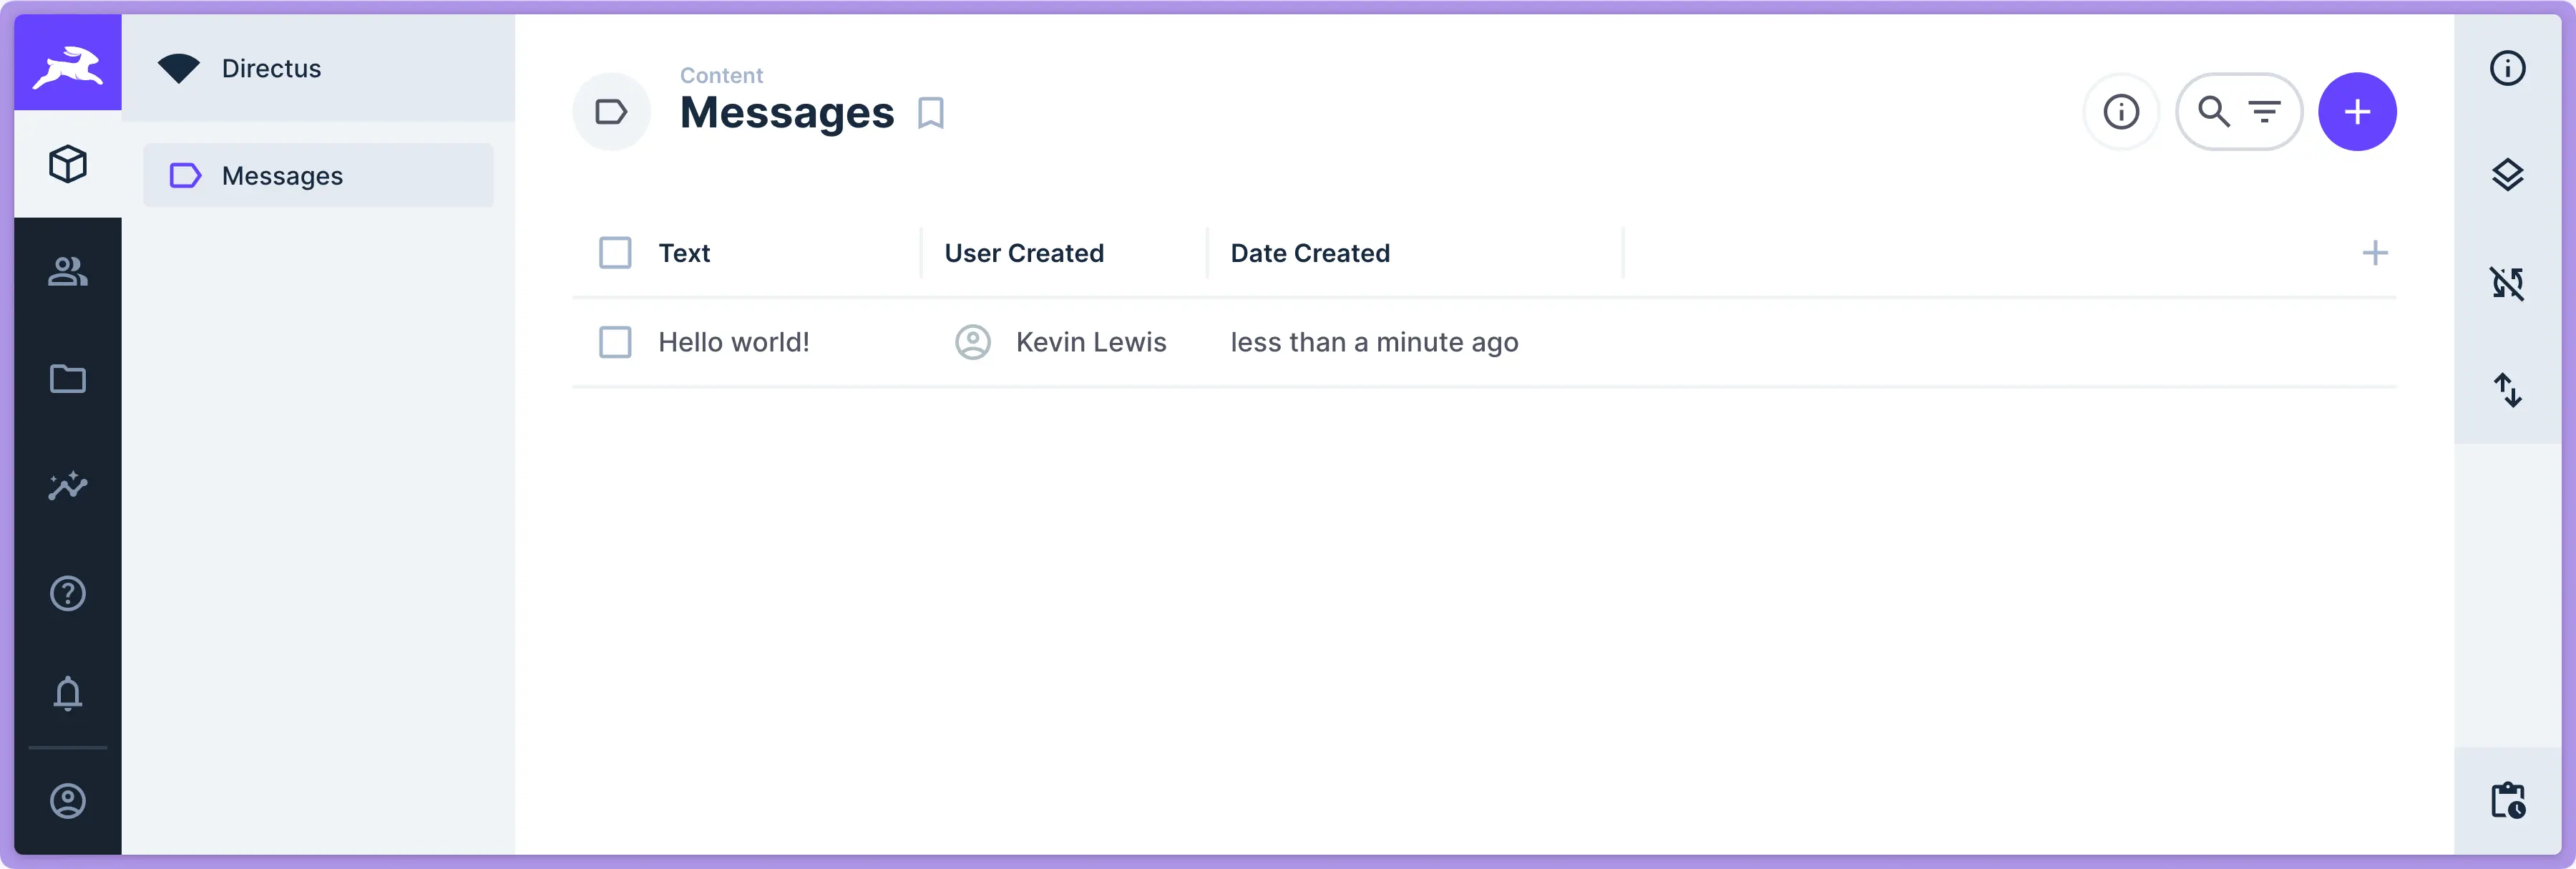 Directus
Messages
Content
Messages
Text User Created Date Created
Hello world! Kevin Lewis less than a minute ago